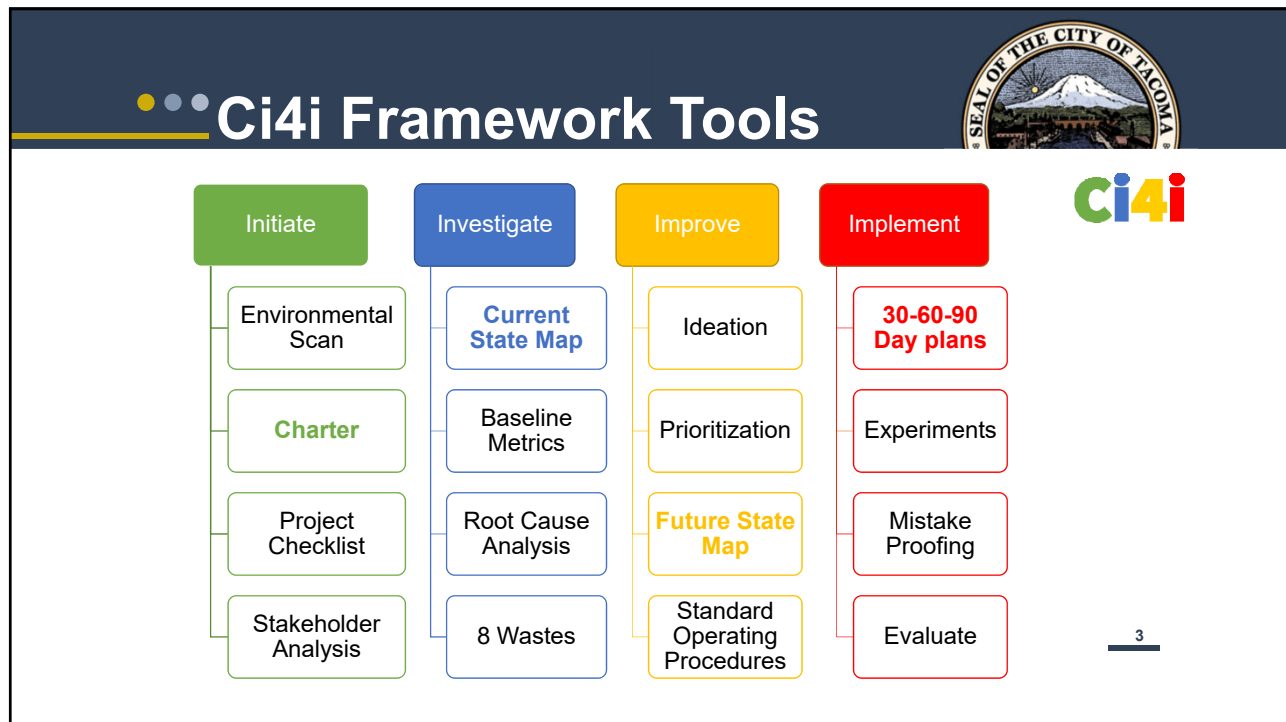 Ci4i Framework Tools
SEAL OF THE CITY OF TACOMA
Ci4i
Initiate
Environmental
Scan
Charter
Project
Checklist
Stakeholder
Analysis
Investigate
Current
State Map
Baseline
Metrics
Root Cause
Analysis
8 Wastes
Improve
Ideation
Prioritization
Future State
Map
Standard
Operating
Procedures
Implement
30-60-90
Day plans
Experiments
Mistake
Proofing
Evaluate
3